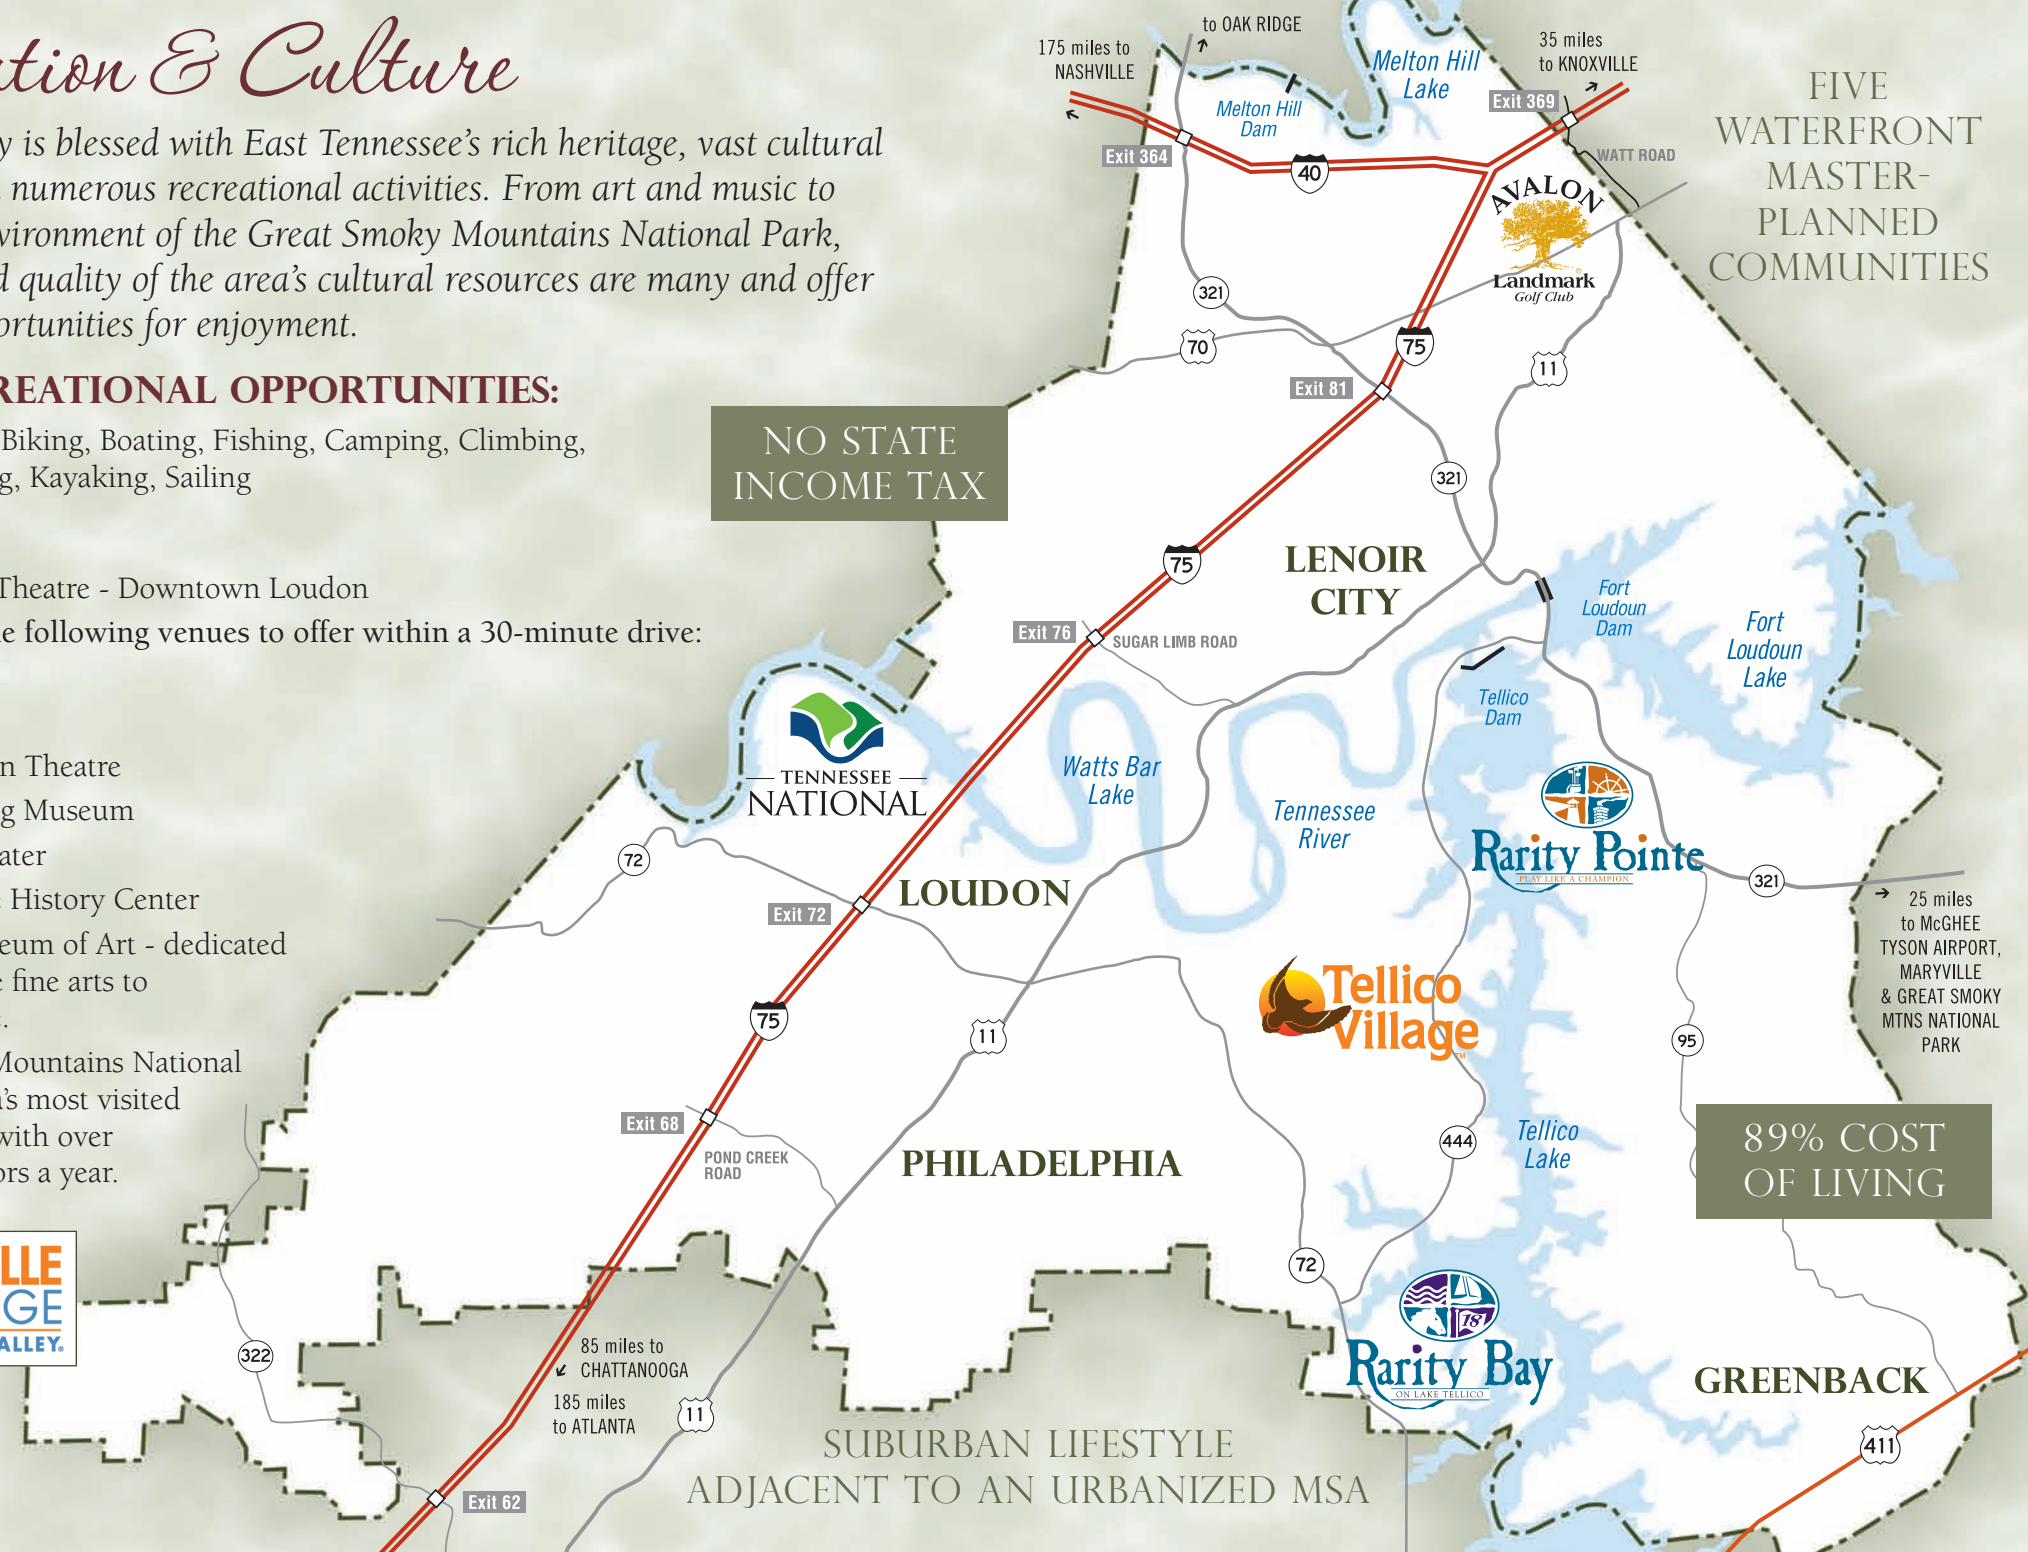 ation & Culture
y is blessed with East Tennessee's rich heritage, vast cultural
numerous recreational activities. From art and music to
vironment of the Great Smoky Mountains National Park,
d quality of the area's cultural resources are many and offer
ortunities for enjoyment.
REATIONAL OPPORTUNITIES:
Biking, Boating, Fishing, Camping, Climbing,
g, Kayaking, Sailing
Theatre - Downtown Loudon
e following venues to offer within a 30-minute drive:
n Theatre
g Museum
ater
e History Center
eum of Art - dedicated
e fine arts to
Mountains National
a's most visited
with over
ors a year.
LLE
GE
ALLEY.
NO STATE
INCOME TAX
FIVE
WATERFRONT
MASTER-
PLANNED
COMMUNITIES
89% COST
OF LIVING
SUBURBAN LIFESTYLE
ADJACENT TO AN URBANIZED MSA
175 miles to
NASHVILLE
to OAK RIDGE
35 miles
to KNOXVILLE
Melton Hill
Lake
Melton Hill
Dam
Exit 369
Exit 364
40
WATT ROAD
AVALON
Landmark
Golf Club
321
70
75
11
Exit 81
321
75
LENOIR
CITY
Fort
Loudoun
Dam
Fort
Loudoun
Lake
Exit 76
SUGAR LIMB ROAD
Tellico
Dam
TENNESSEE
NATIONAL
Watts Bar
Lake
Tennessee
River
Rarity Pointe
PLAY LIKE A CHAMPION
72
LOUDON
Exit 72
321
25 miles
to McGHEE
TYSON AIRPORT,
MARYVILLE
& GREAT SMOKY
MTNS NATIONAL
PARK
Tellico
Village
TM
75
11
95
Exit 68
POND CREEK
ROAD
PHILADELPHIA
444
Tellico
Lake
72
18
Rarity Bay
ON LAKE TELLICO
322
85 miles to
CHATTANOOGA
185 miles
to ATLANTA
11
GREENBACK
411
Exit 62